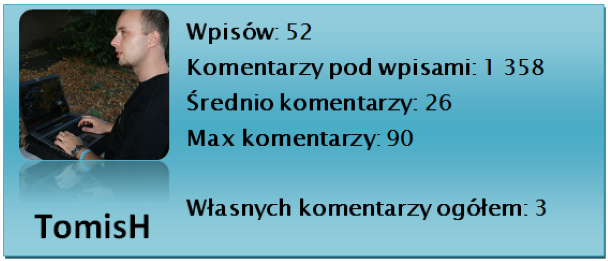 Wpisów: 52
Komentarzy pod wpisami: 1 358
Średnio komentarzy: 26
Max komentarzy: 90
Własnych komentarzy ogółem: 3
TomisH